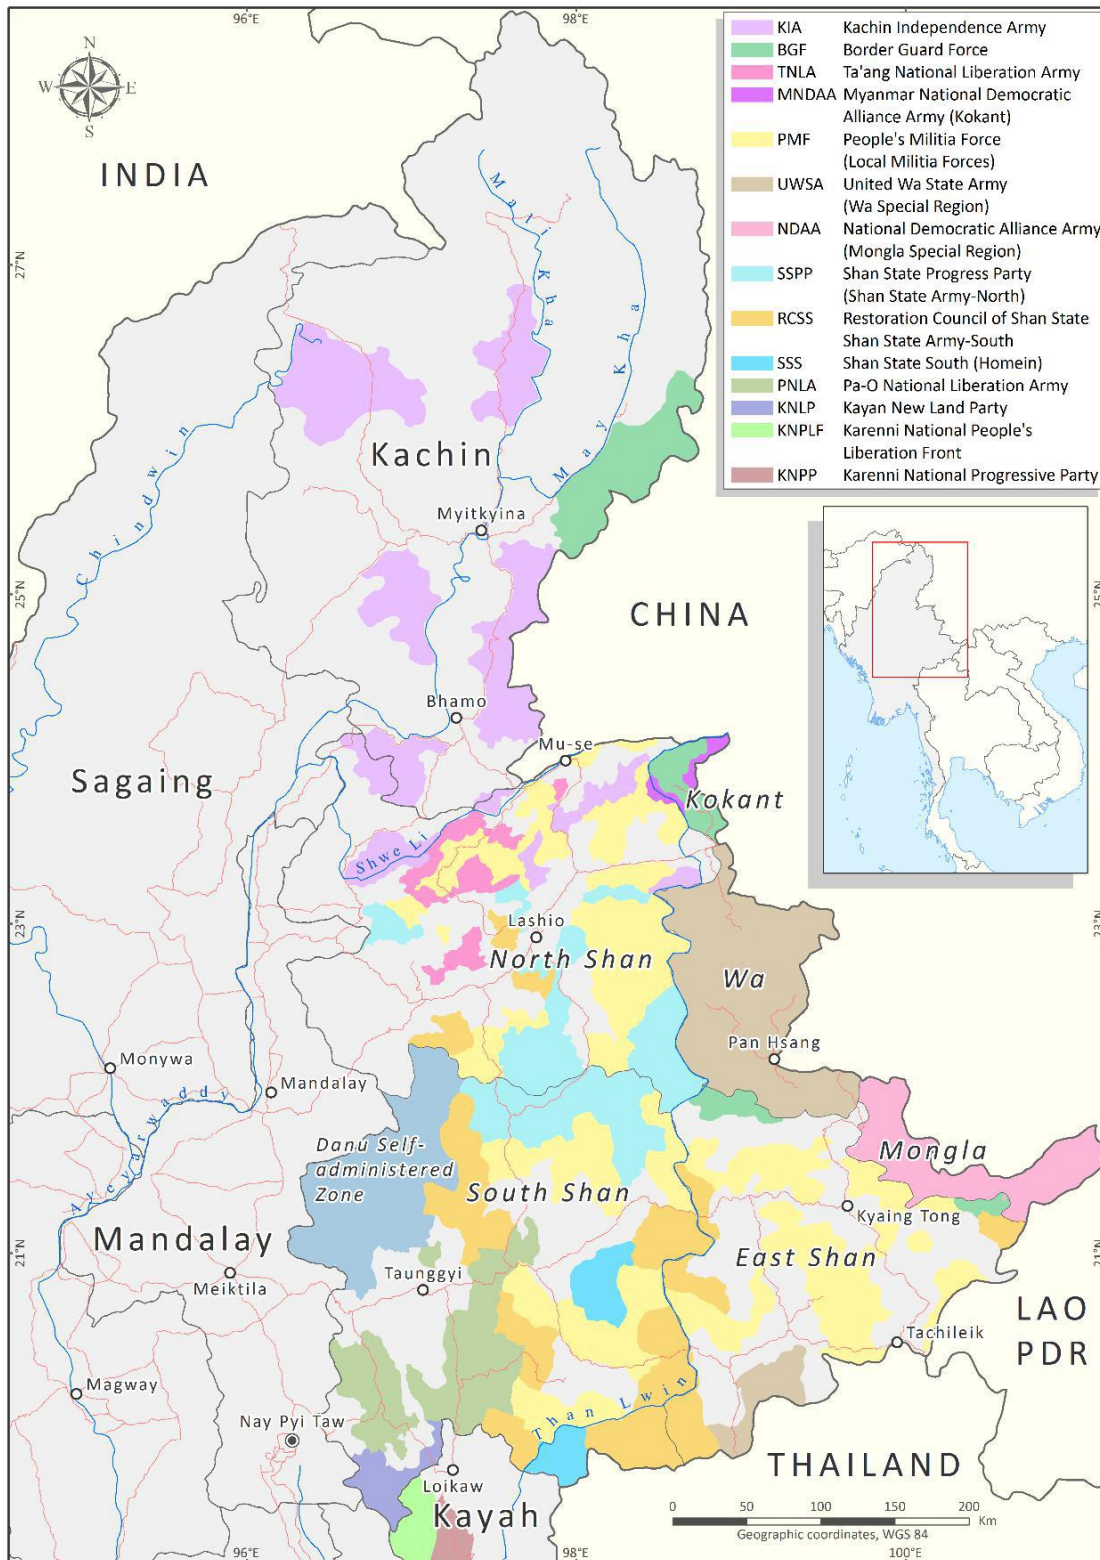 96°E
98°E
N
W E
S
KIA Kachin Independence Army
BGF Border Guard Force
TNLA Ta'ang National Liberation Army
MNDAA Myanmar National Democratic
Alliance Army (Kokant)
PMF People's Militia Force
(Local Militia Forces)
UWSA United Wa State Army
(Wa Special Region)
NDAA National Democratic Alliance Army
(Mongla Special Region)
SSPP Shan State Progress Party
(Shan State Army-North)
RCSS Restoration Council of Shan State
Shan State Army-South
SSS Shan State South (Homein)
PNLA Pa-O National Liberation Army
KNLP Kayan New Land Party
KNPLF Karenni National People's
Liberation Front
KNPP Karenni National Progressive Party
INDIA
27°N
Mali Kha
May Kha
Chindwin
Kachin
Myitkyina
25°N
25°N
CHINA
Bhamo
Mu-se
Sagaing
Kokant
Shwe Li
23°N
23°N
Lashio
North Shan
Wa
Pan Hsang
Monywa
Mandalay
Ayeyarwaddy
Danu Self-
administered
Zone
Mongla
South Shan
Kyaing Tong
Mandalay
East Shan
21°N
21°N
Meiktila
Taunggyi
LAO
PDR
Tachileik
Magway
Than Lwin
Nay Pyi Taw
THAILAND
Loikaw
Kayah
0 50 100 150 200
Km
Geographic coordinates, WGS 84
96°E
98°E
100°E